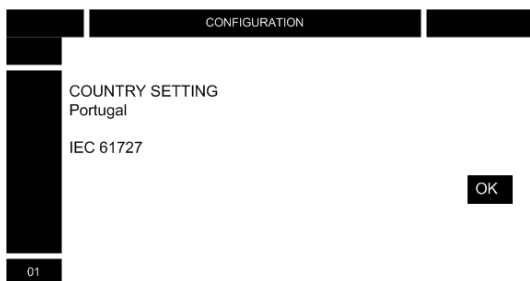 CONFIGURATION
COUNTRY SETTING
Portugal
IEC 61727
OK
01